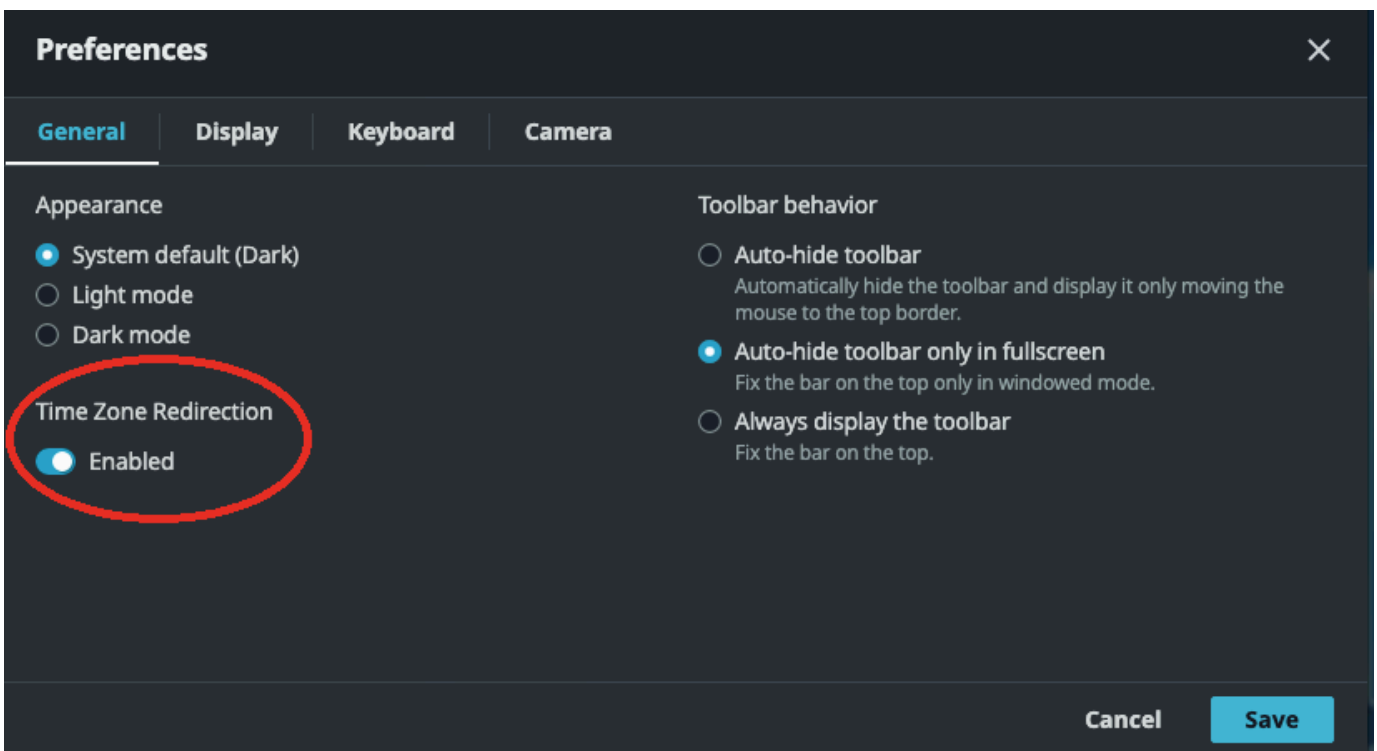 Preferences
General
Display
Keyboard
Camera
Appearance
System default (Dark)
Light mode
Dark mode
Time Zone Redirection
Enabled
Toolbar behavior
Auto-hide toolbar
Automatically hide the toolbar and display it only moving the
mouse to the top border.
Auto-hide toolbar only in fullscreen
Fix the bar on the top only in windowed mode.
Always display the toolbar
Fix the bar on the top.
Cancel
Save